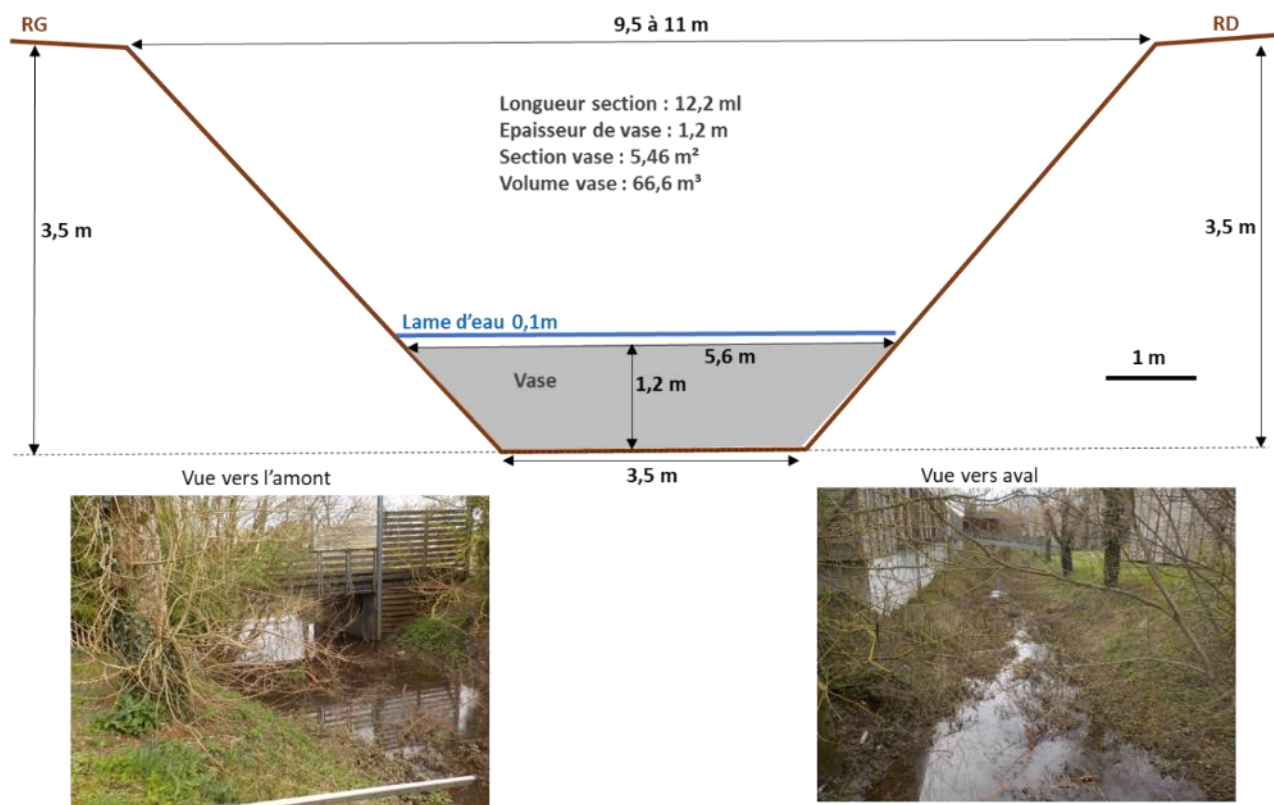 RG
9,5 à 11 m
RD
Longueur section : 12,2 ml
Epaisseur de vase : 1,2 m
Section vase : 5,46 m²
Volume vase : 66,6 m³
3,5 m
3,5 m
Lame d'eau 0,1m
5,6 m
1 m
Vase
1,2 m
3,5 m
Vue vers l'amont
Vue vers aval